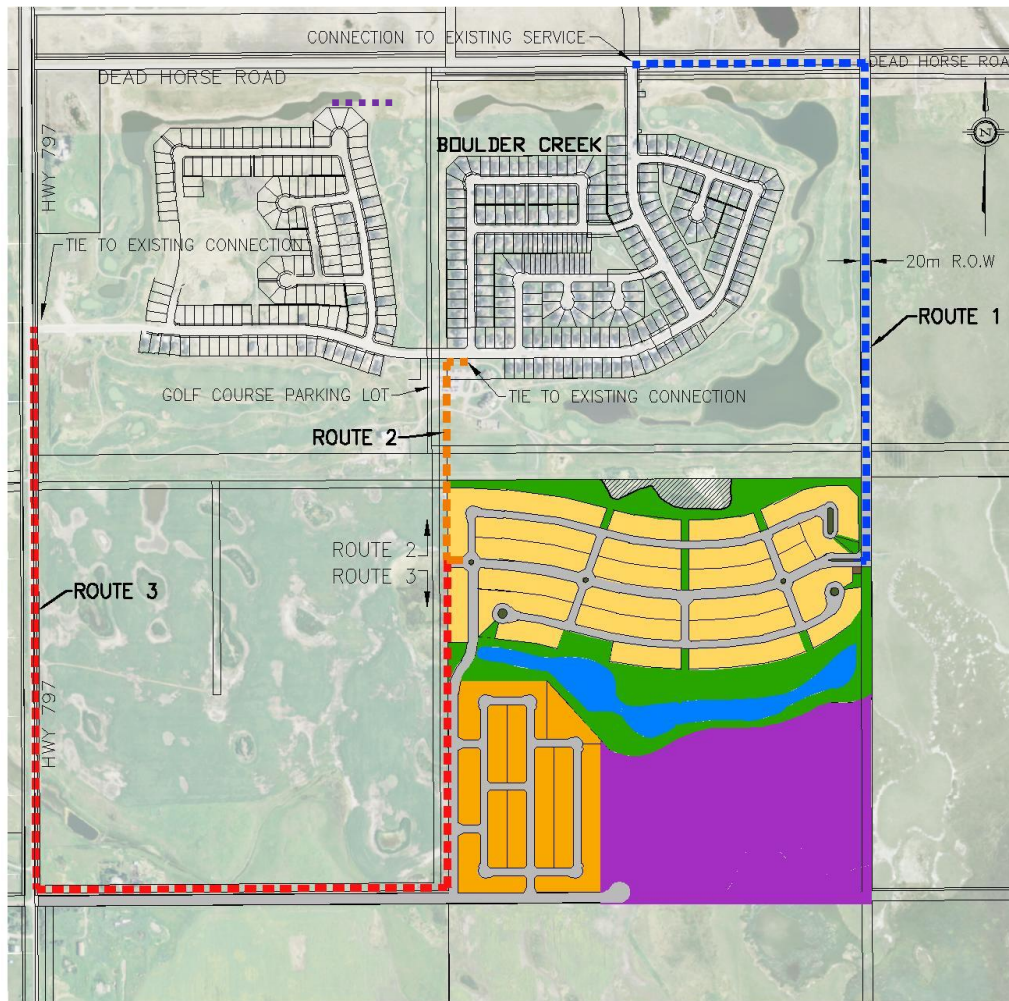 CONNECTION TO EXISTING SERVICE
DEAD HORSE ROAD
DEAD HORSE ROA
HWY 797
BOULDER CREEK
N
TIE TO EXISTING CONNECTION
20m R.O.W
ROUTE 1
GOLF COURSE PARKING LOT
TIE TO EXISTING CONNECTION
ROUTE 2
ROUTE 2
ROUTE 3
ROUTE 3
HWY 797